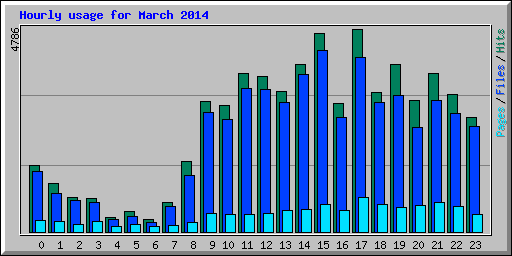 Hourly usage for March 2014
4786
Pages/Files/Hits
0 1 2 3 4 5 6 7 8 9 10 11 12 13 14 15 16 17 18 19 20 21 22 23